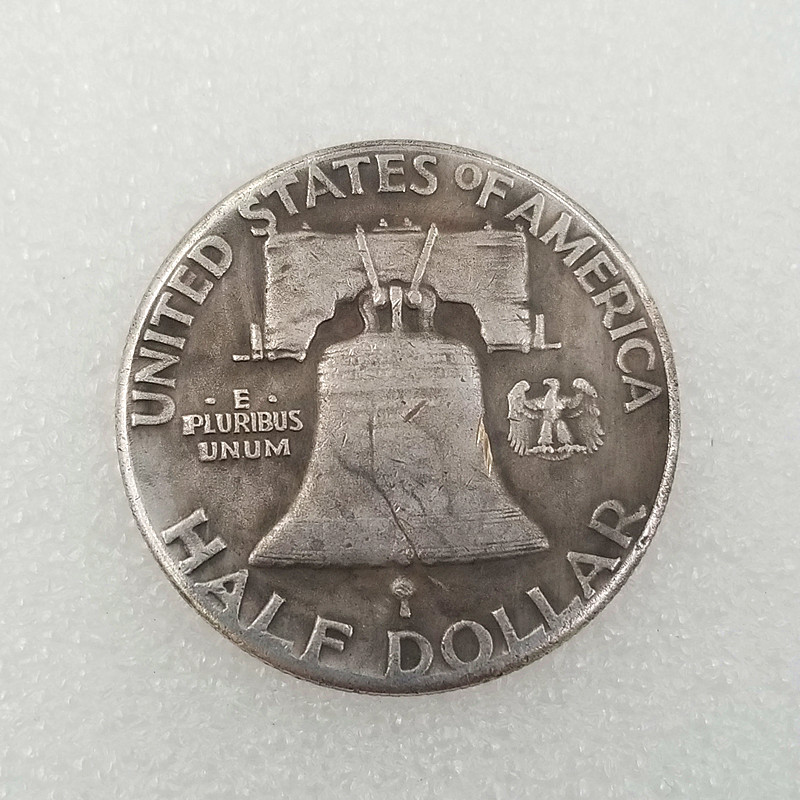 UNITED STATES OF AMERICA
· E ·
PLURIBUS
UNUM
HALF DOLLAR